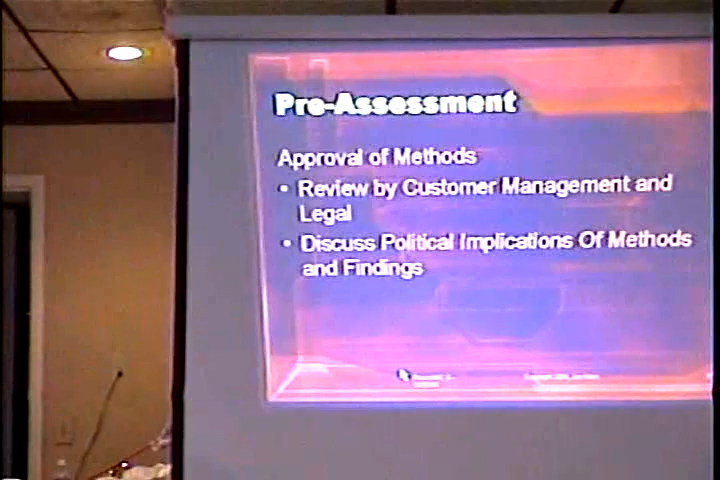 Pre-Assessment
Approval of Methods
• Review by Customer Management and
Legal
• Discuss Political Implications Of Methods
and Findings